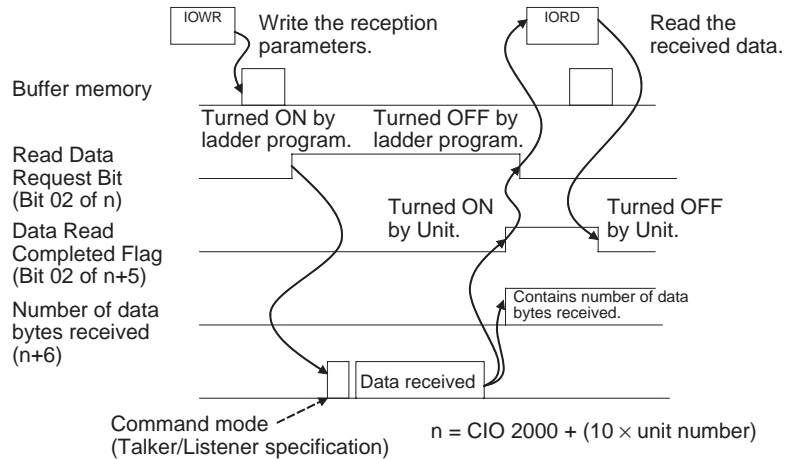 IOWR
Write the reception
parameters.
IORD
Read the
received data.
Buffer memory
Turned ON by
ladder program.
Turned OFF by
ladder program.
Read Data
Request Bit
(Bit 02 of n)
Turned ON
by Unit.
Turned OFF
by Unit.
Data Read
Completed Flag
(Bit 02 of n+5)
Contains number of data
bytes received.
Number of data
bytes received
(n+6)
Data received
Command mode
(Talker/Listener specification)
n = CIO 2000 + (10 × unit number)